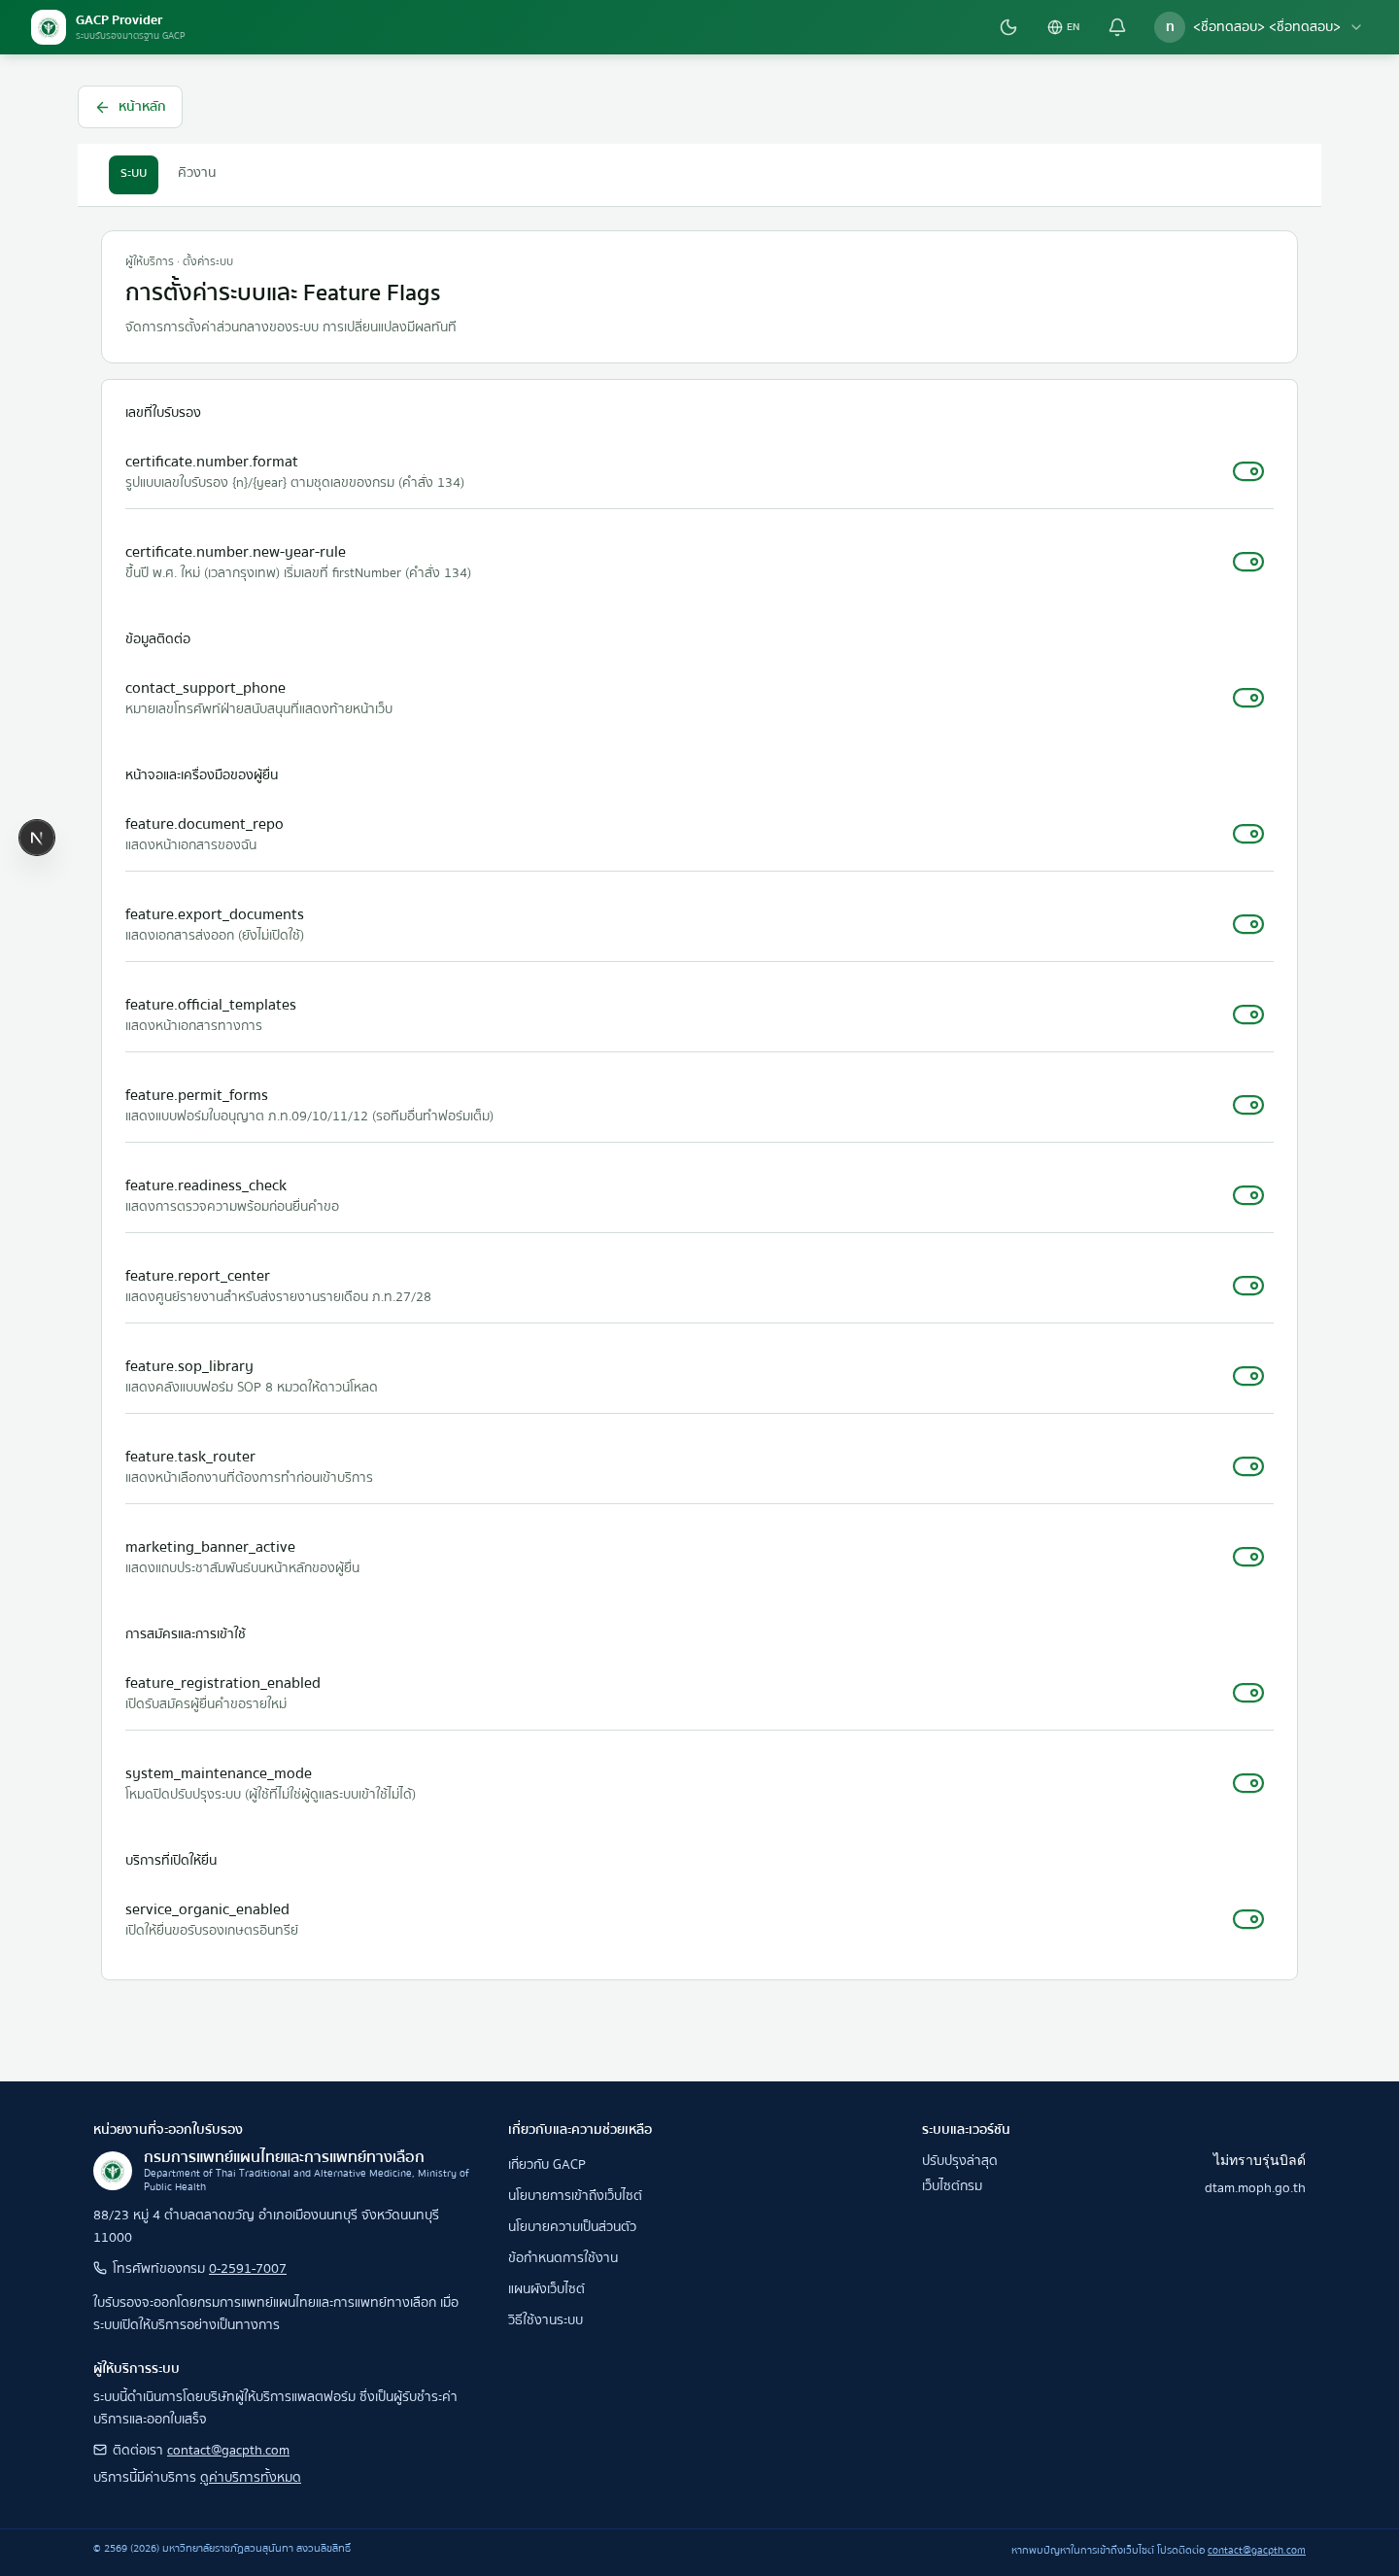 GACP Provider
ระบบรับรองมาตรฐาน GACP
EN
ท
<ชื่อทดสอบ> <ชื่อทดสอบ>
หน้าหลัก
ระบบ
คิวงาน
ผู้ให้บริการ · ตั้งค่าระบบ
การตั้งค่าระบบและ Feature Flags
จัดการการตั้งค่าส่วนกลางของระบบ การเปลี่ยนแปลงมีผลทันที
เลขที่ใบรับรอง
certificate.number.format
รูปแบบเลขใบรับรอง {n}/{year} ตามชุดเลขของกรม (คำสั่ง 134)
certificate.number.new-year-rule
ขึ้นปี พ.ศ. ใหม่ (เวลากรุงเทพ) เริ่มเลขที่ firstNumber (คำสั่ง 134)
ข้อมูลติดต่อ
contact_support_phone
หมายเลขโทรศัพท์ฝ่ายสนับสนุนที่แสดงท้ายหน้าเว็บ
หน้าจอและเครื่องมือของผู้ยื่น
feature.document_repo
แสดงหน้าเอกสารของฉัน
feature.export_documents
แสดงเอกสารส่งออก (ยังไม่เปิดใช้)
feature.official_templates
แสดงหน้าเอกสารทางการ
feature.permit_forms
แสดงแบบฟอร์มใบอนุญาต ภ.ท.09/10/11/12 (รอทีมอื่นทำฟอร์มเต็ม)
feature.readiness_check
แสดงการตรวจความพร้อมก่อนยื่นคำขอ
feature.report_center
แสดงศูนย์รายงานสำหรับส่งรายงานรายเดือน ภ.ท.27/28
feature.sop_library
แสดงคลังแบบฟอร์ม SOP 8 หมวดให้ดาวน์โหลด
feature.task_router
แสดงหน้าเลือกงานที่ต้องการทำก่อนเข้าบริการ
marketing_banner_active
แสดงแถบประชาสัมพันธ์บนหน้าหลักของผู้ยื่น
การสมัครและการเข้าใช้
feature_registration_enabled
เปิดรับสมัครผู้ยื่นคำขอรายใหม่
system_maintenance_mode
โหมดปิดปรับปรุงระบบ (ผู้ใช้ที่ไม่ใช่ผู้ดูแลระบบเข้าใช้ไม่ได้)
บริการที่เปิดให้ยื่น
service_organic_enabled
เปิดให้ยื่นขอรับรองเกษตรอินทรีย์
หน่วยงานที่จะออกใบรับรอง
กรมการแพทย์แผนไทยและการแพทย์ทางเลือก
Department of Thai Traditional and Alternative Medicine, Ministry of
Public Health
88/23 หมู่ 4 ตำบลตลาดขวัญ อำเภอเมืองนนทบุรี จังหวัดนนทบุรี
11000
โทรศัพท์ของกรม 0-2591-7007
ใบรับรองจะออกโดยกรมการแพทย์แผนไทยและการแพทย์ทางเลือก เมื่อ
ระบบเปิดให้บริการอย่างเป็นทางการ
ผู้ให้บริการระบบ
ระบบนี้ดำเนินการโดยบริษัทผู้ให้บริการแพลตฟอร์ม ซึ่งเป็นผู้รับชำระค่า
บริการและออกใบเสร็จ
ติดต่อเรา contact@gacpth.com
บริการนี้มีค่าบริการ ดูค่าบริการทั้งหมด
เกี่ยวกับและความช่วยเหลือ
เกี่ยวกับ GACP
นโยบายการเข้าถึงเว็บไซต์
นโยบายความเป็นส่วนตัว
ข้อกำหนดการใช้งาน
แผนผังเว็บไซต์
วิธีใช้งานระบบ
ระบบและเวอร์ชัน
ปรับปรุงล่าสุด
ไม่ทราบรุ่นบิลด์
เว็บไซต์กรม
dtam.moph.go.th
© 2569 (2026) มหาวิทยาลัยราชภัฏสวนสุนันทา สงวนลิขสิทธิ์
หากพบปัญหาในการเข้าถึงเว็บไซต์ โปรดติดต่อ contact@gacpth.com